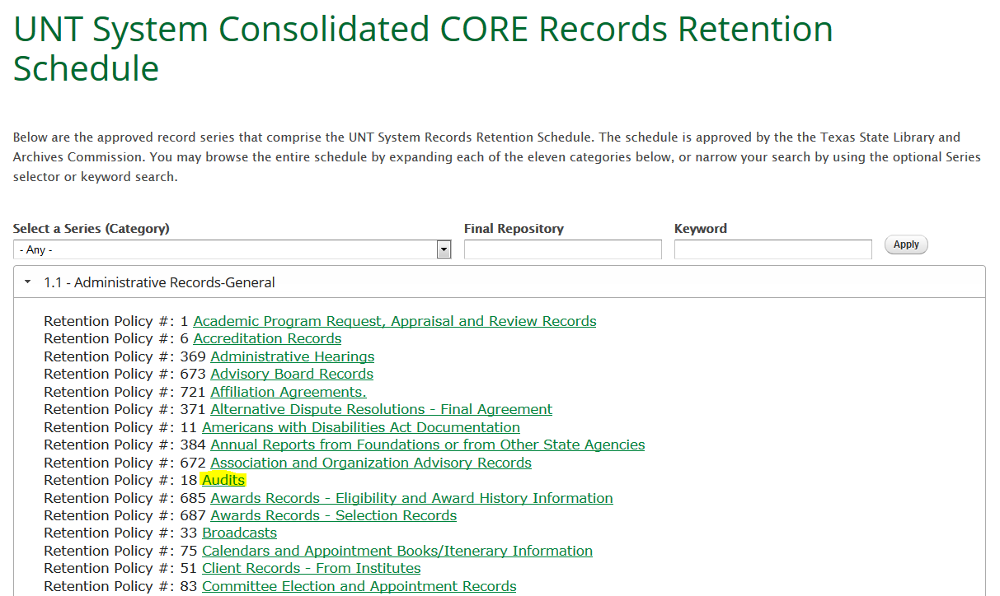 UNT System Consolidated CORE Records Retention
Schedule
Below are the approved record series that comprise the UNT System Records Retention Schedule. The schedule is approved by the the Texas State Library and
Archives Commission. You may browse the entire schedule by expanding each of the eleven categories below, or narrow your search by using the optional Series
selector or keyword search.
Select a Series (Category) Final Repository Keyword
- Any - Apply
1.1 - Administrative Records-General
Retention Policy #: 1 Academic Program Request, Appraisal and Review Records
Retention Policy #: 6 Accreditation Records
Retention Policy #: 369 Administrative Hearings
Retention Policy #: 673 Advisory Board Records
Retention Policy #: 721 Affiliation Agreements.
Retention Policy #: 371 Alternative Dispute Resolutions - Final Agreement
Retention Policy #: 11 Americans with Disabilities Act Documentation
Retention Policy #: 384 Annual Reports from Foundations or from Other State Agencies
Retention Policy #: 672 Association and Organization Advisory Records
Retention Policy #: 18 Audits
Retention Policy #: 685 Awards Records - Eligibility and Award History Information
Retention Policy #: 687 Awards Records - Selection Records
Retention Policy #: 33 Broadcasts
Retention Policy #: 75 Calendars and Appointment Books/Itenerary Information
Retention Policy #: 51 Client Records - From Institutes
Retention Policy #: 83 Committee Election and Appointment Records